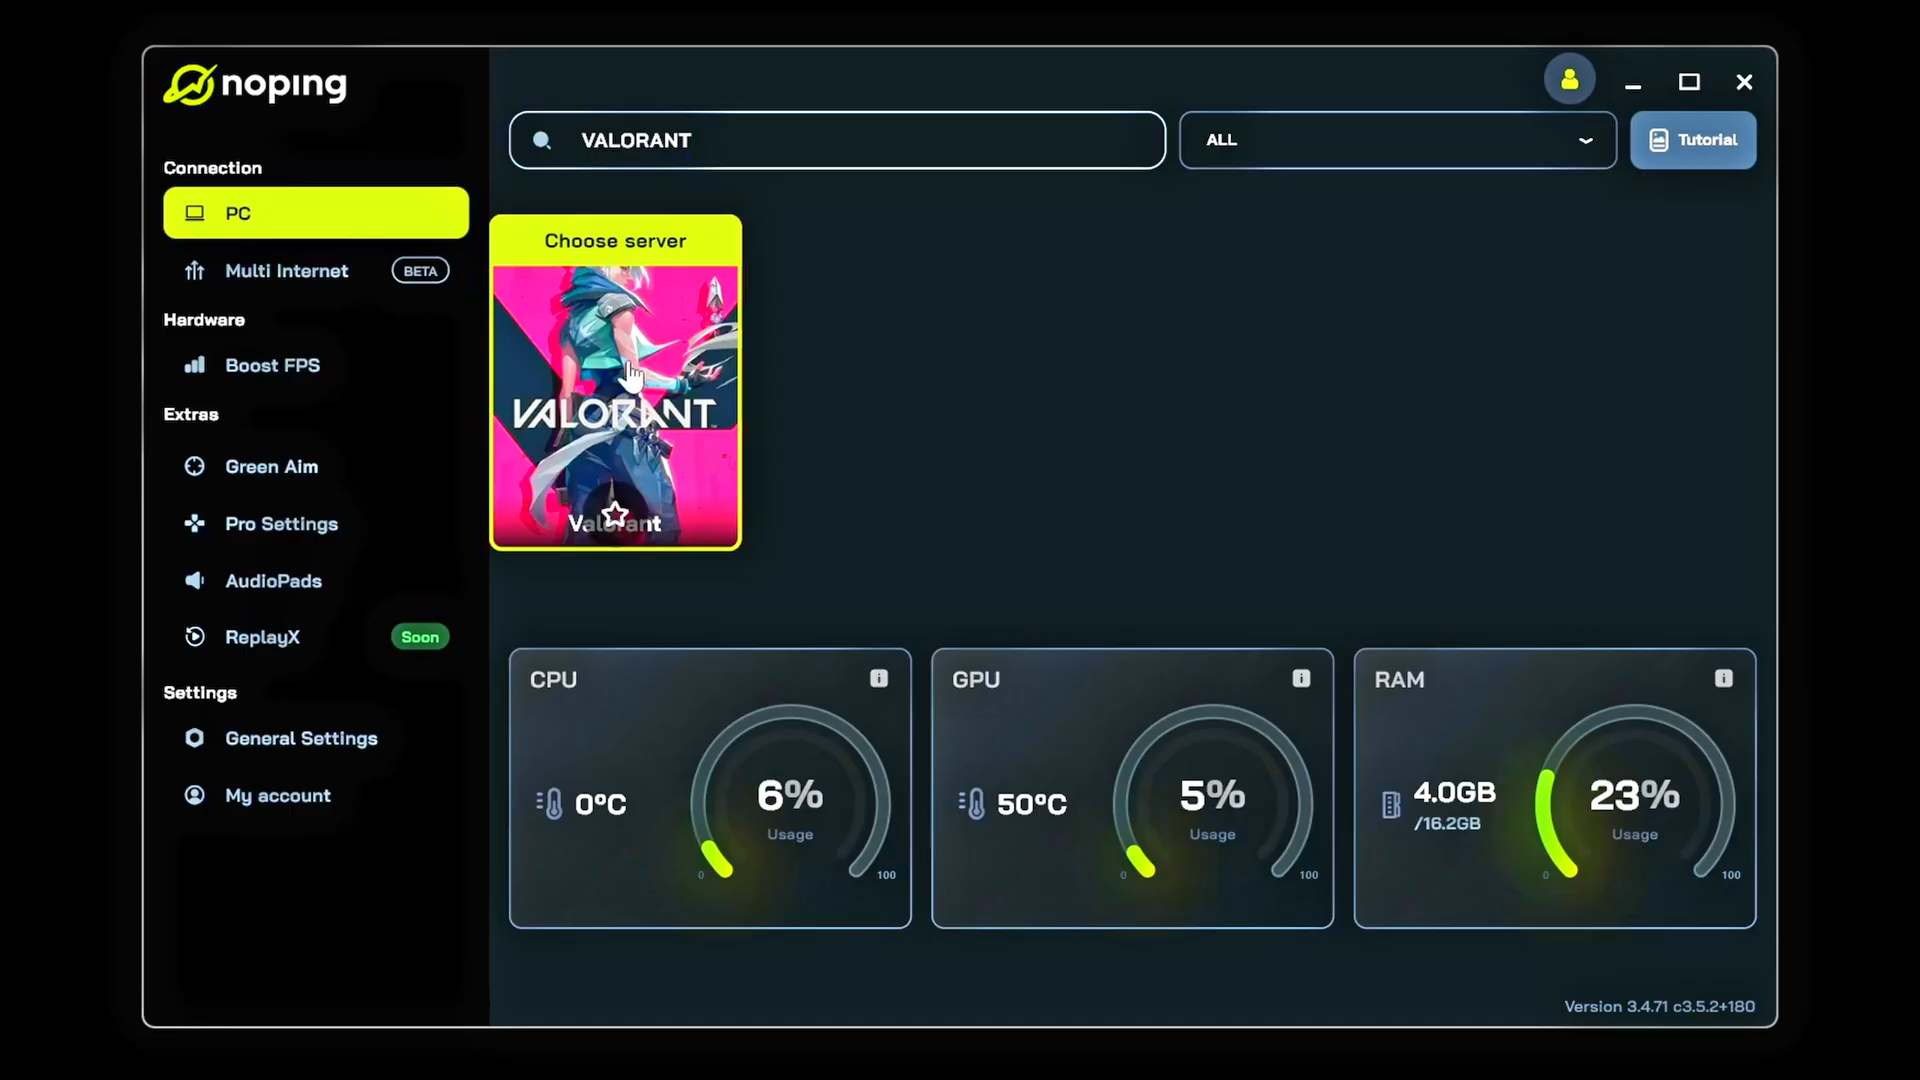 noping
Connection
PC
Multi Internet BETA
Hardware
Boost FPS
Extras
Green Aim
Pro Settings
AudioPads
ReplayX Soon
Settings
General Settings
My account
VALORANT
ALL
Tutorial
Choose server
VALORANT
Valorant
CPU
0°C
6%
Usage
0
100
GPU
50°C
5%
Usage
0
100
RAM
4.0GB
/16.2GB
23%
Usage
0
100
Version 3.4.71 c3.5.2+180